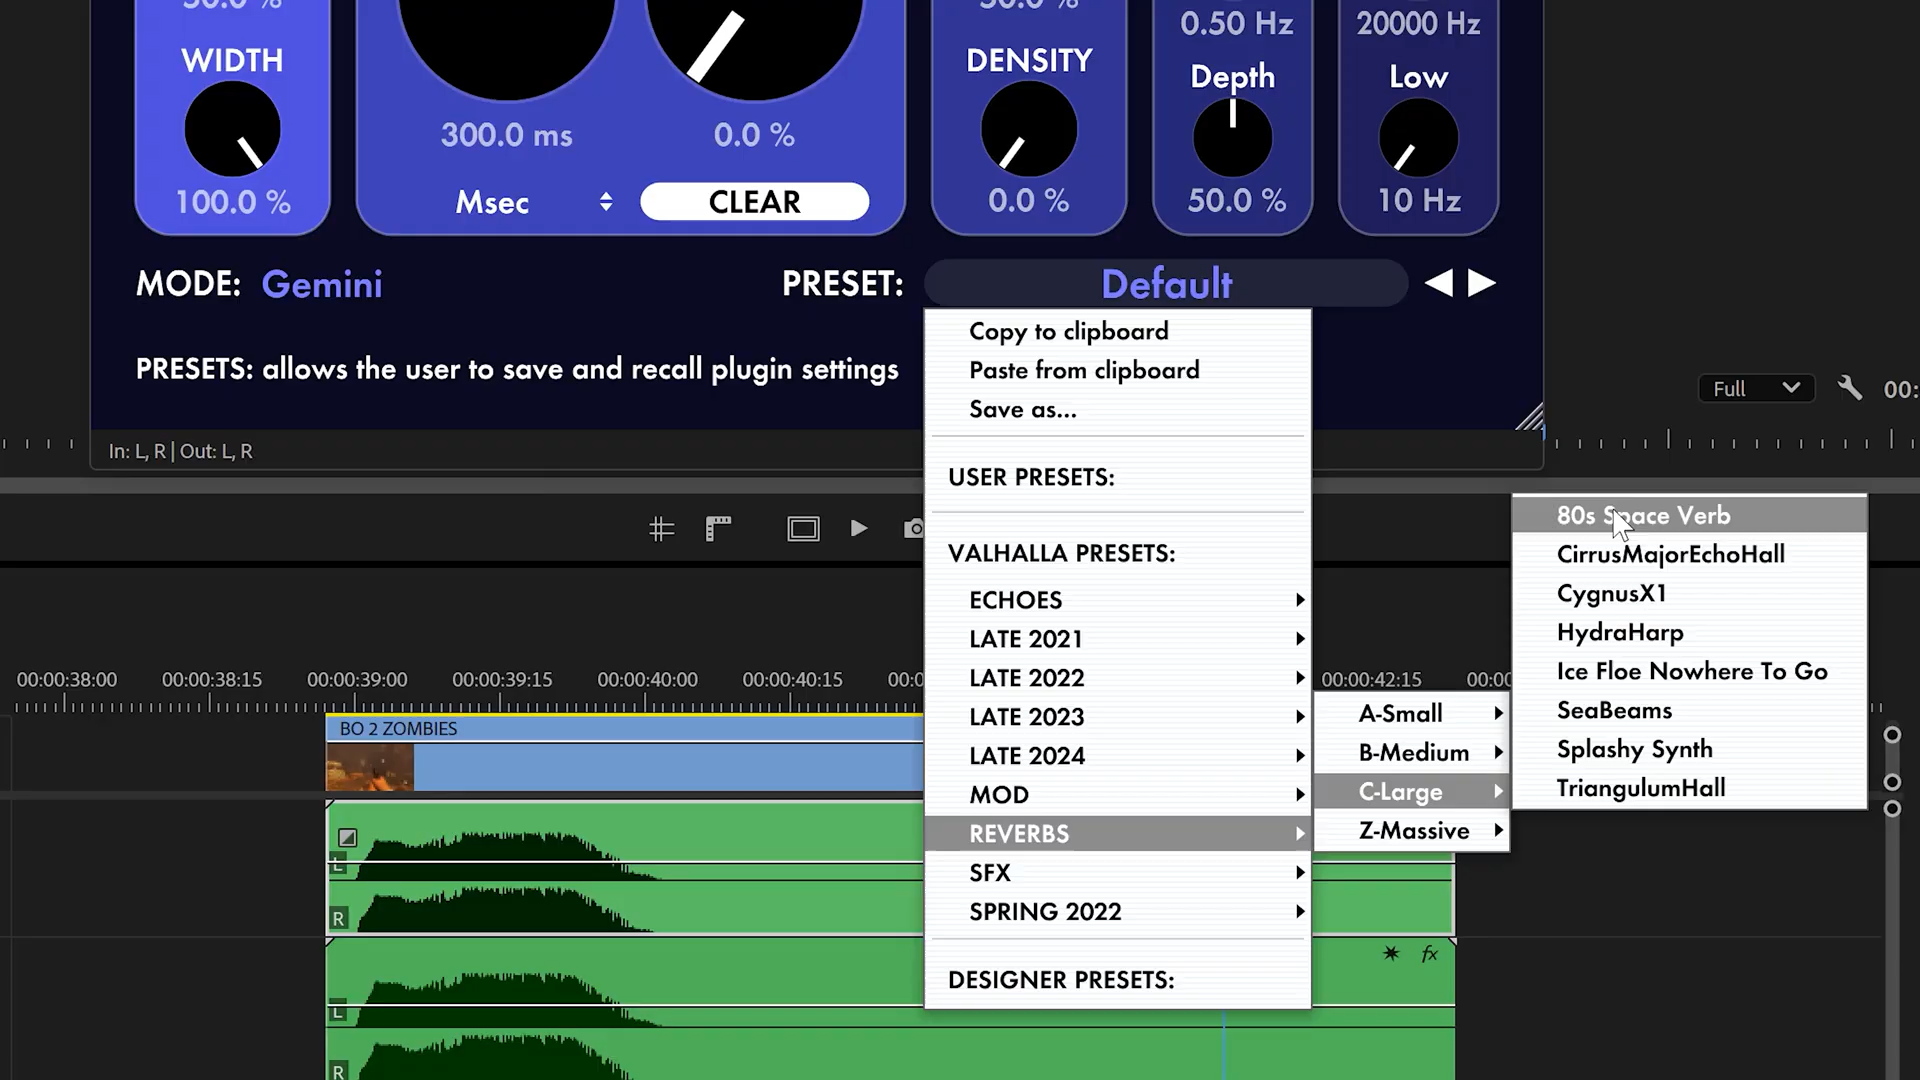 WIDTH
100.0 %
300.0 ms
0.0 %
Msec
CLEAR
DENSITY
0.0 %
0.50 Hz
Depth
50.0 %
20000 Hz
Low
10 Hz
MODE: Gemini
PRESET: Default
PRESETS: allows the user to save and recall plugin settings
In: L, R | Out: L, R
Full
Copy to clipboard
Paste from clipboard
Save as...
USER PRESETS:
VALHALLA PRESETS:
ECHOES
LATE 2021
LATE 2022
LATE 2023
LATE 2024
MOD
REVERBS
SFX
SPRING 2022
DESIGNER PRESETS:
A-Small
B-Medium
C-Large
Z-Massive
80s Space Verb
CirrusMajorEchoHall
CygnusX1
HydraHarp
Ice Floe Nowhere To Go
SeaBeams
Splashy Synth
TriangulumHall
00:00:38:00
00:00:38:15
00:00:39:00
00:00:39:15
00:00:40:00
00:00:40:15
00:00:42:15
BO 2 ZOMBIES
L
R
fx
L
R